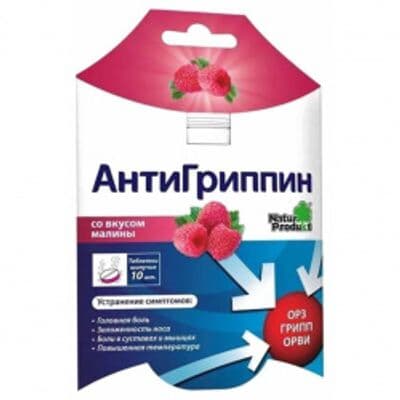 АнтиГриппин
со вкусом
малины
Natur
Product
Таблетки
шипучие
10 шт.
Устранение симптомов:
• Головная боль
• Заложенность носа
• Боли в суставах и мышцах
• Повышенная температура
ОРЗ
ГРИПП
ОРВИ